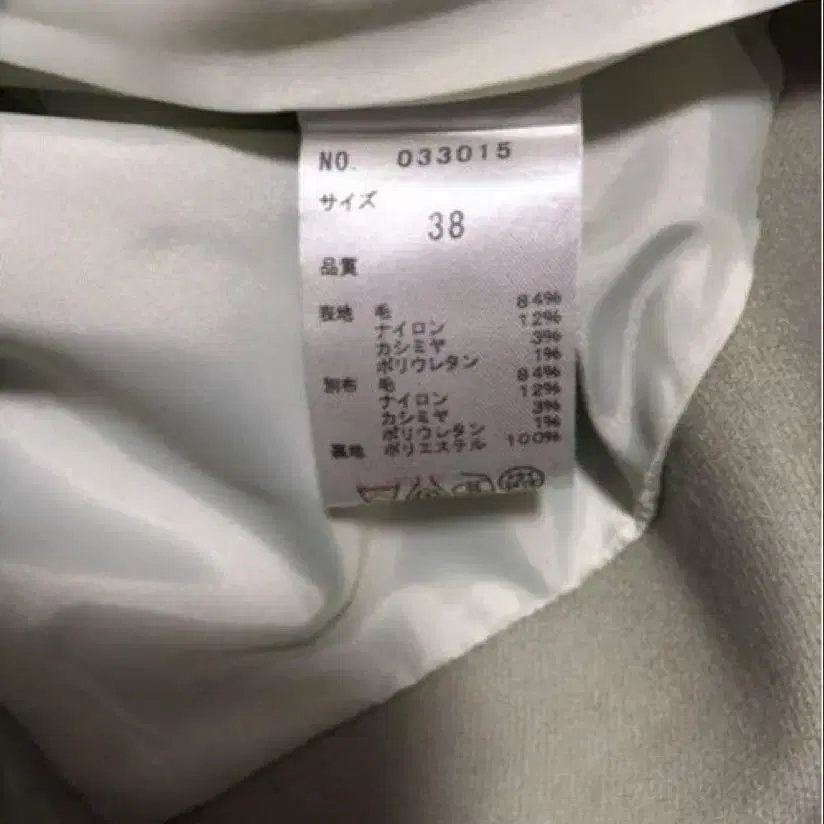 NO. 033015
サイズ
38
品質
表地 毛 84%
ナイロン 12%
カシミヤ 3%
ポリウレタン 1%
別布 毛 84%
ナイロン 12%
カシミヤ 3%
ポリウレタン 1%
裏地 ポリエステル 100%